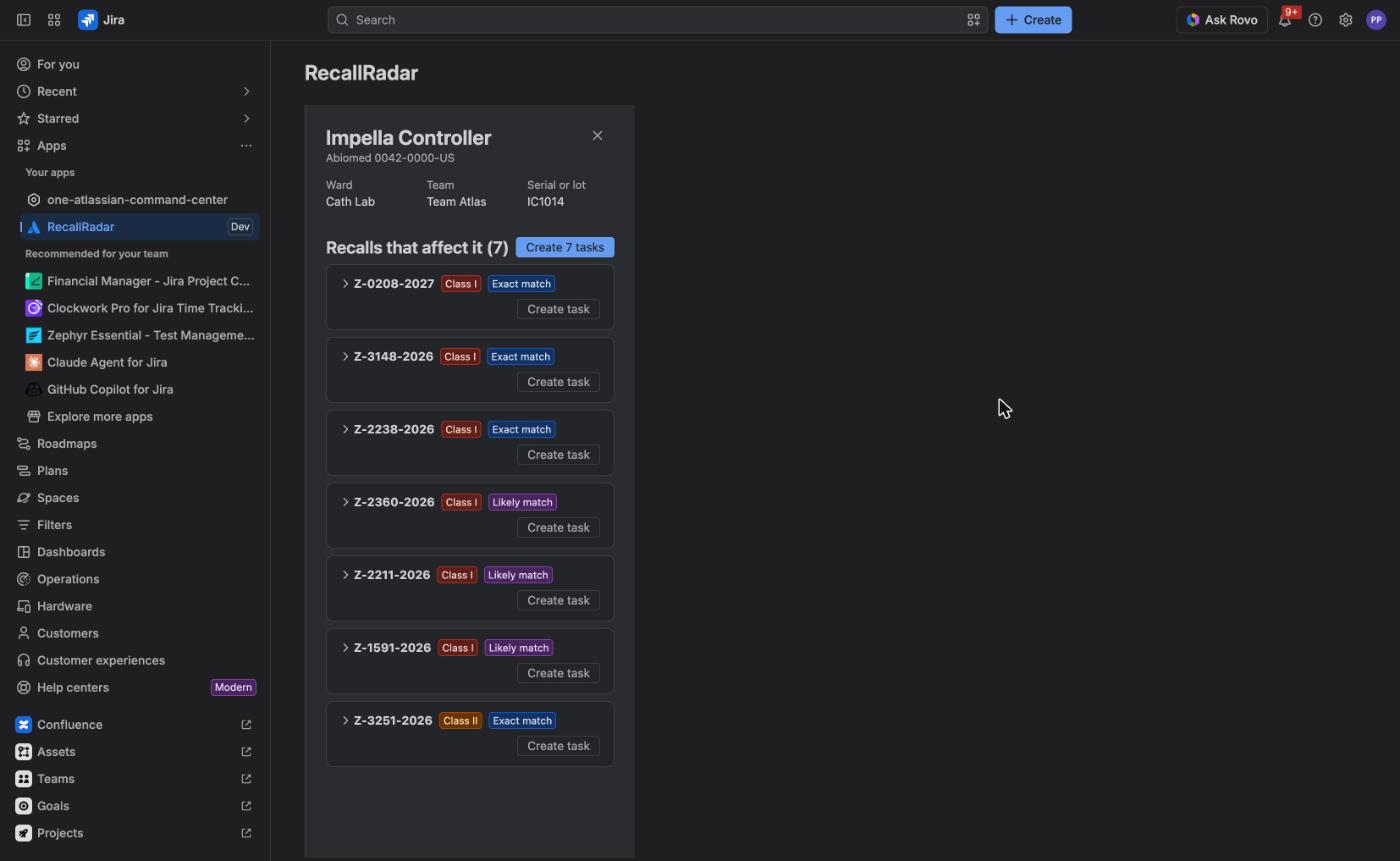 Jira
Search
Create
Ask Rovo
9+
PP
For you
Recent
Starred
Apps
Your apps
one-atlassian-command-center
RecallRadar
Dev
Recommended for your team
Financial Manager - Jira Project C...
Clockwork Pro for Jira Time Tracki...
Zephyr Essential - Test Manageme...
Claude Agent for Jira
GitHub Copilot for Jira
Explore more apps
Roadmaps
Plans
Spaces
Filters
Dashboards
Operations
Hardware
Customers
Customer experiences
Help centers
Modern
Confluence
Assets
Teams
Goals
Projects
RecallRadar
Impella Controller
Abiomed 0042-0000-US
Ward Team Serial or lot
Cath Lab Team Atlas IC1014
Recalls that affect it (7) Create 7 tasks
Z-0208-2027 Class I Exact match
Create task
Z-3148-2026 Class I Exact match
Create task
Z-2238-2026 Class I Exact match
Create task
Z-2360-2026 Class I Likely match
Create task
Z-2211-2026 Class I Likely match
Create task
Z-1591-2026 Class I Likely match
Create task
Z-3251-2026 Class II Exact match
Create task